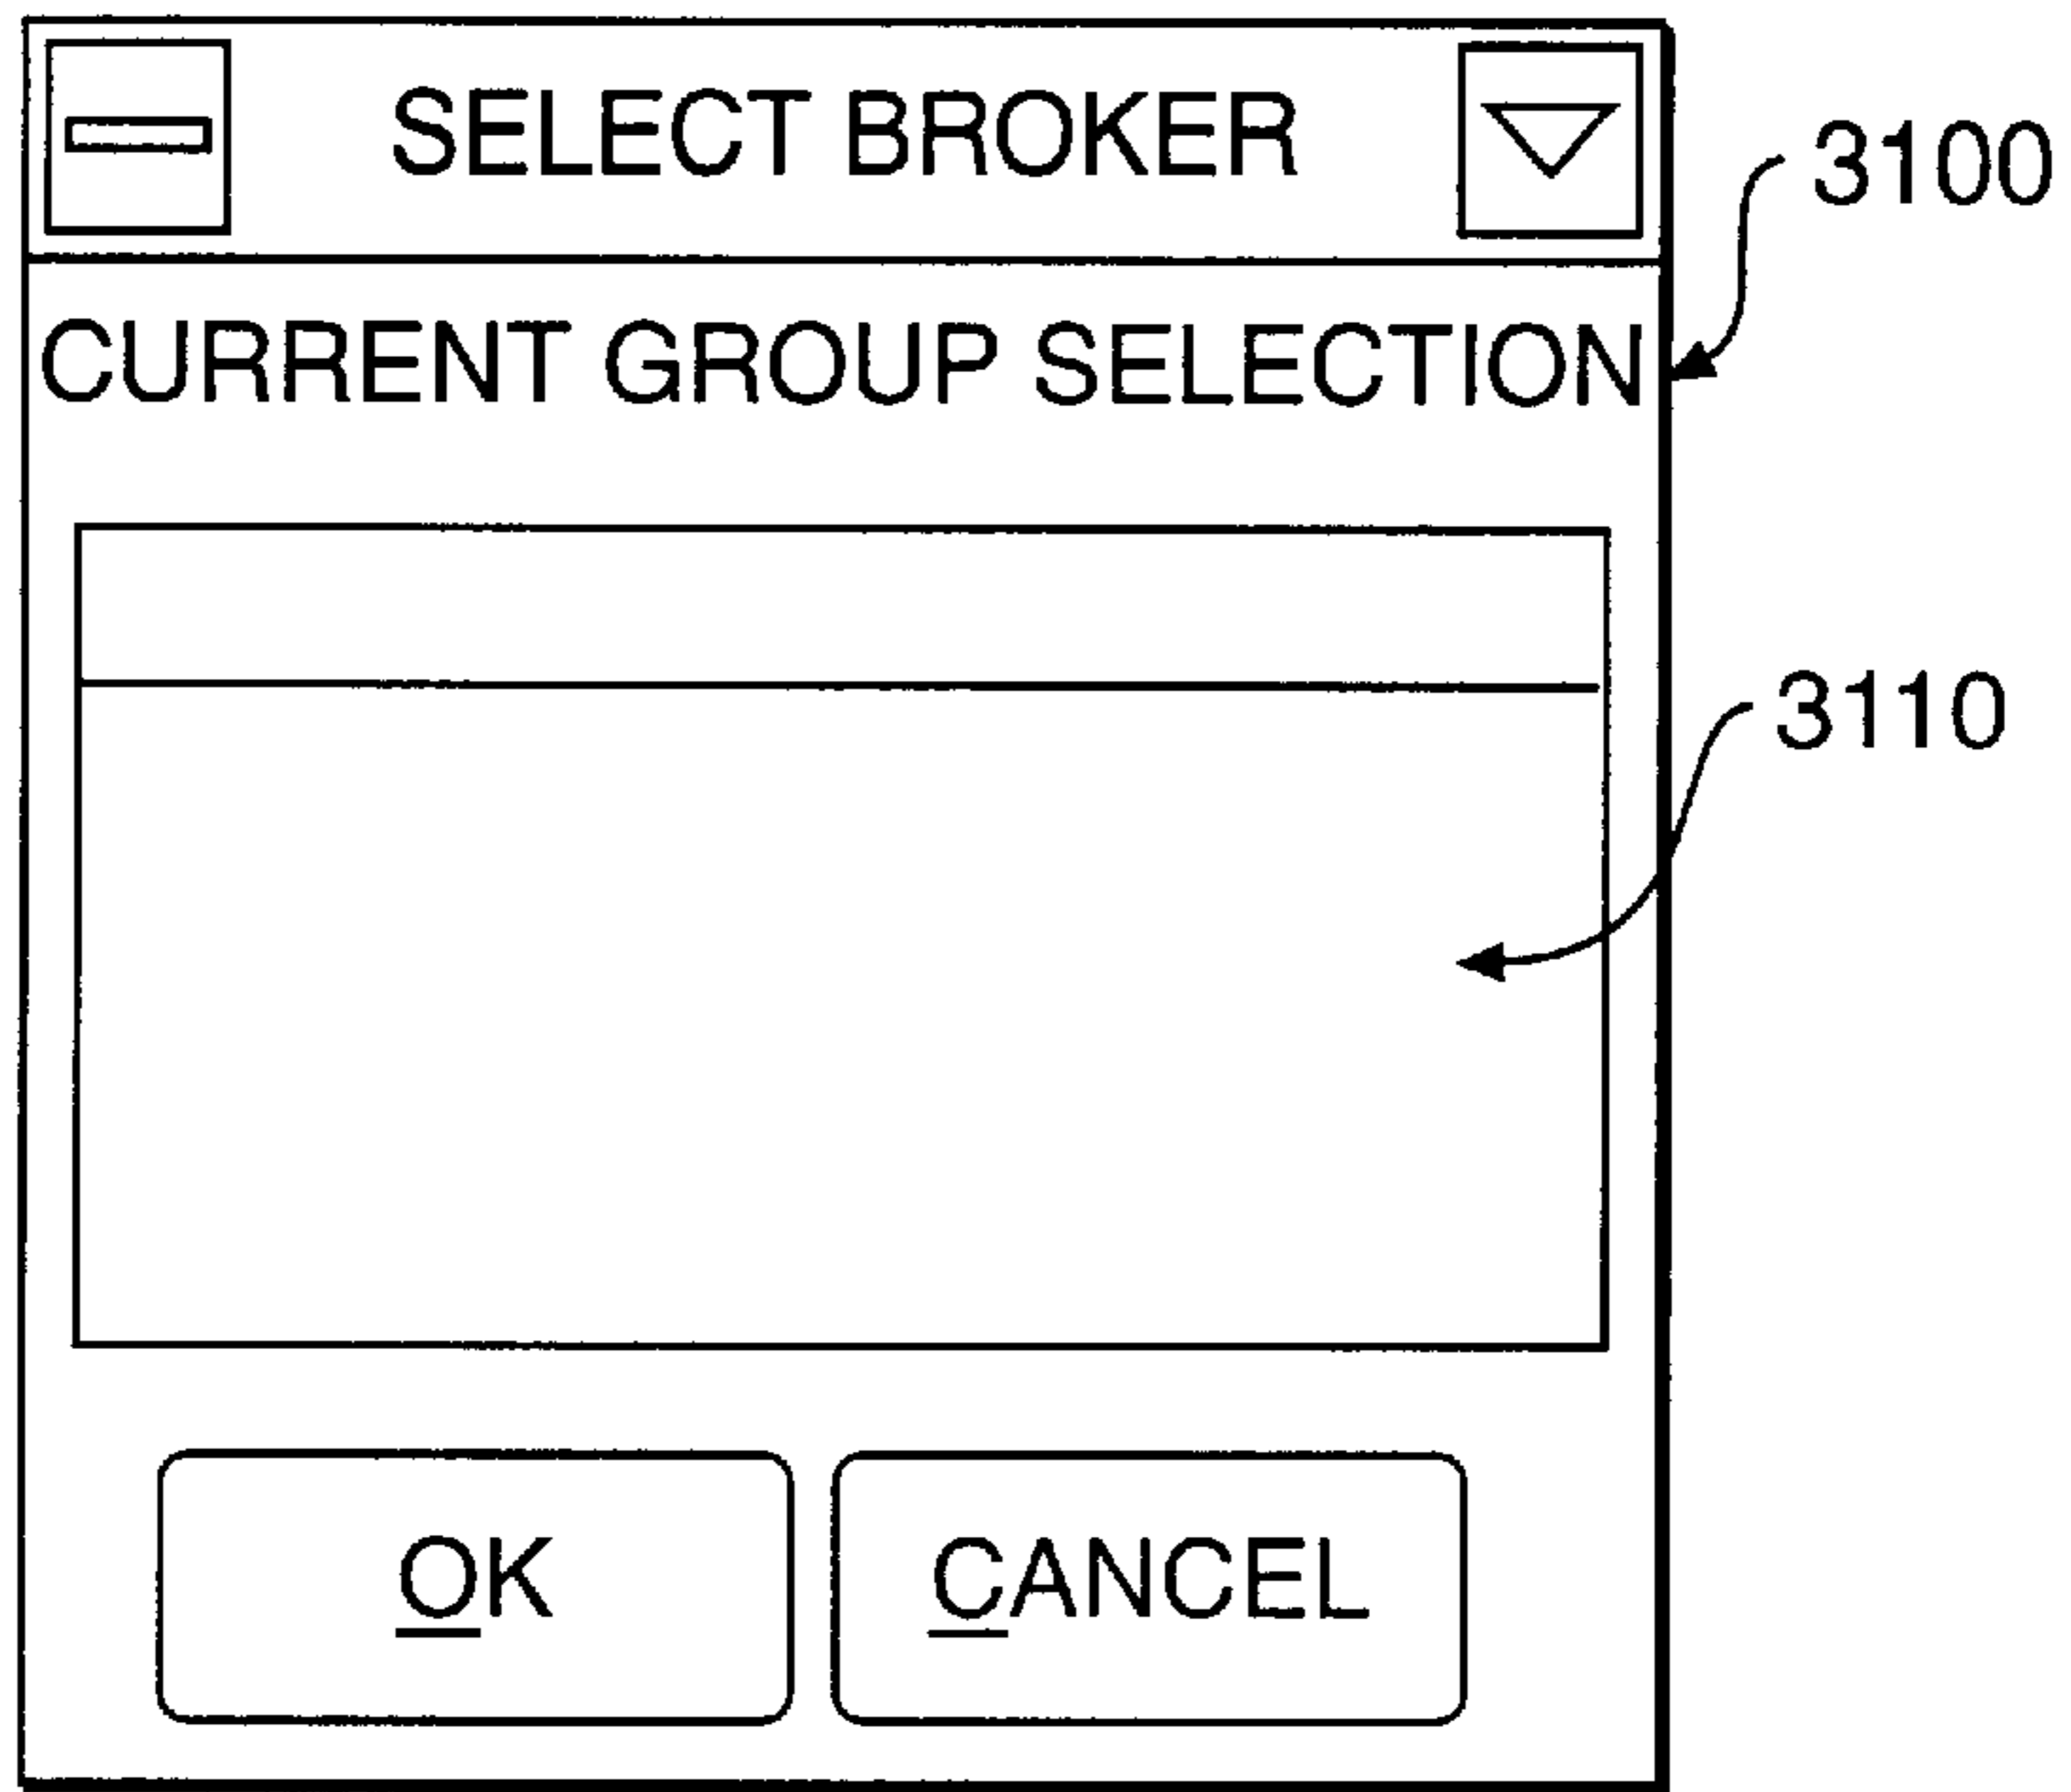 SELECT BROKER
3100
CURRENT GROUP SELECTION
3110
OK
CANCEL